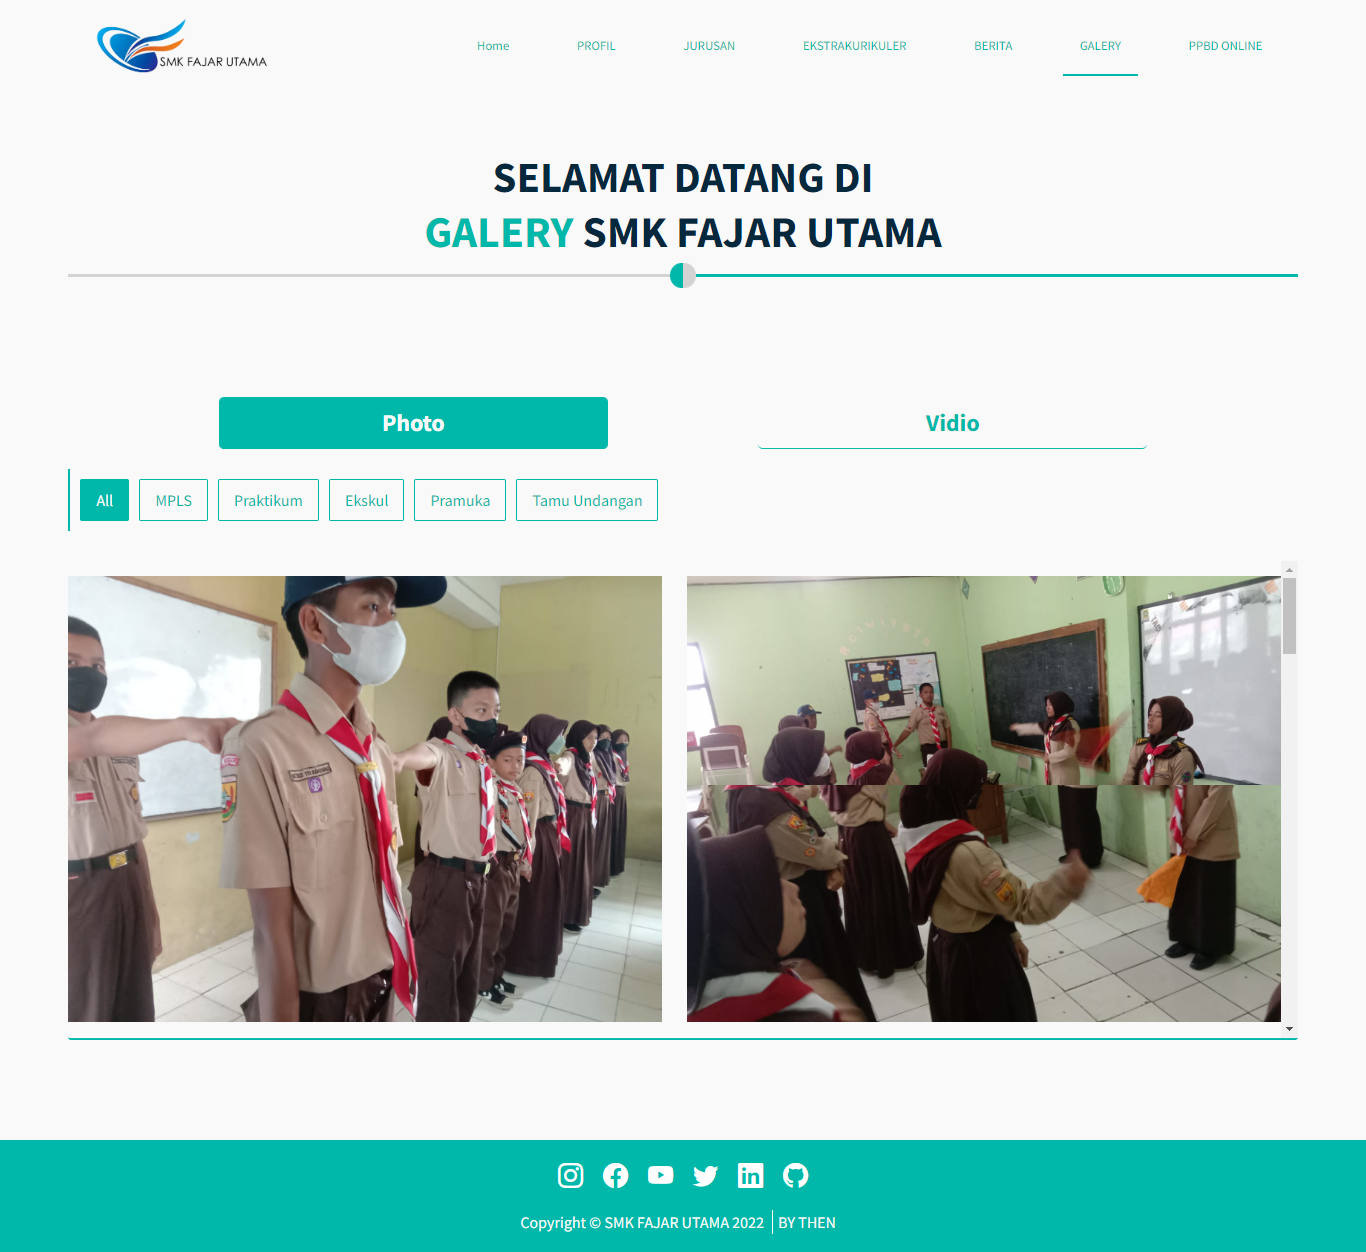 SMK FAJAR UTAMA
Home PROFIL JURUSAN EKSTRAKURIKULER BERITA GALERY PPBD ONLINE
SELAMAT DATANG DI
GALERY SMK FAJAR UTAMA
Photo Vidio
All MPLS Praktikum Ekskul Pramuka Tamu Undangan
Copyright © SMK FAJAR UTAMA 2022 BY THEN